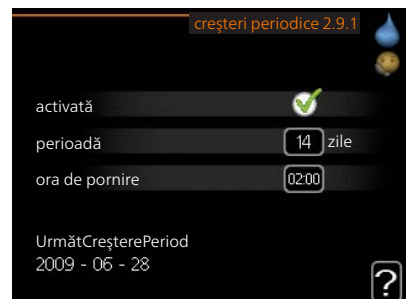 creşteri periodice 2.9.1
activată
perioadă 14 zile
ora de pornire 02:00
UrmătCreşterePeriod
2009 - 06 - 28
?